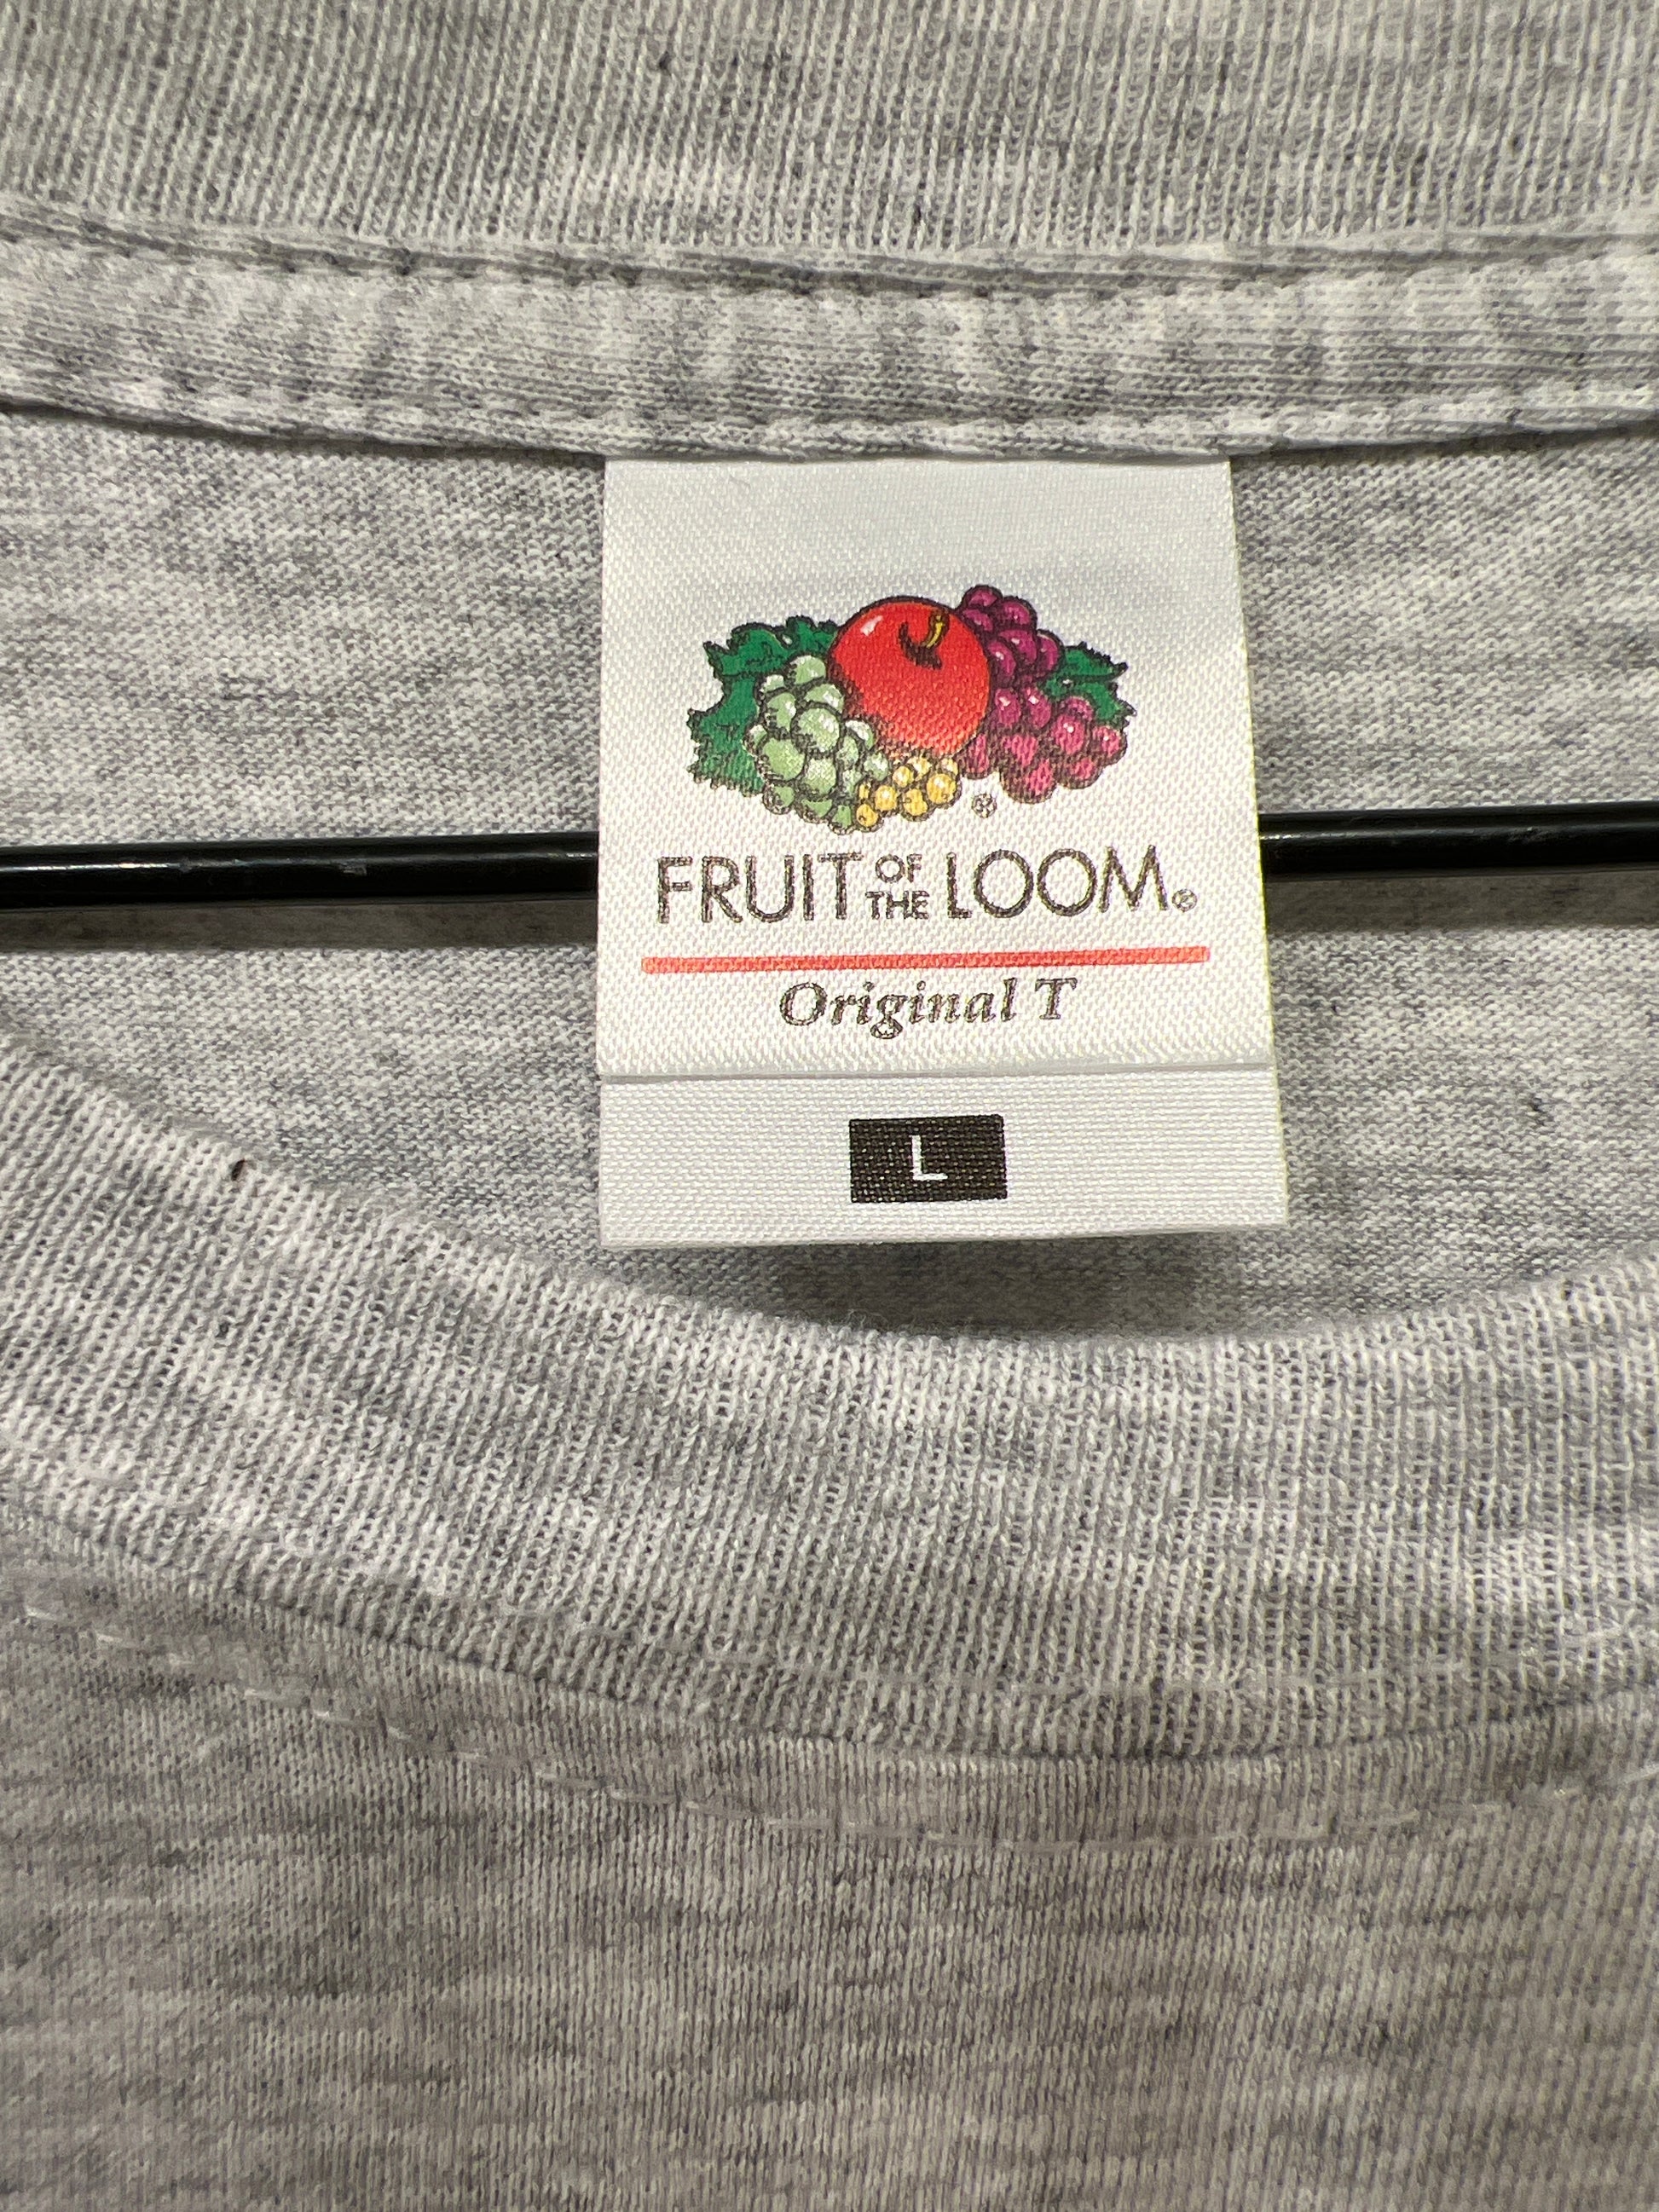 ®
FRUIT OF THE LOOM®
Original T
L